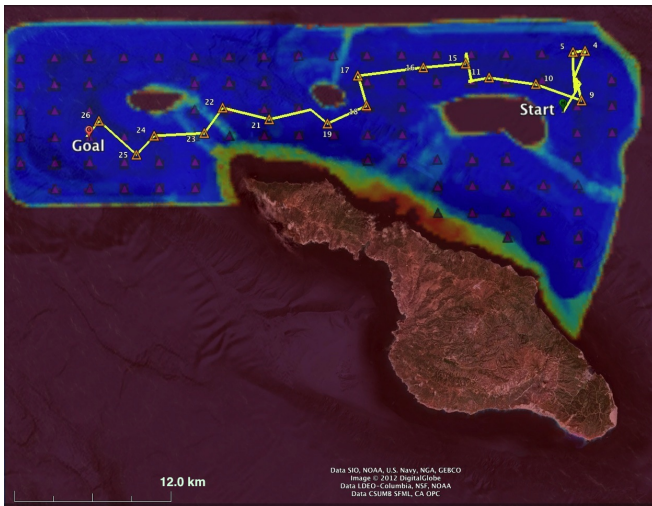 5
4
15
16
17
11
10
9
Start
22
18
26
21
24
19
23
Goal
25
12.0 km
Data SIO, NOAA, U.S. Navy, NGA, GEBCO
Image © 2012 DigitalGlobe
Data LDEO-Columbia, NSF, NOAA
Data CSUMB SFML, CA OPC